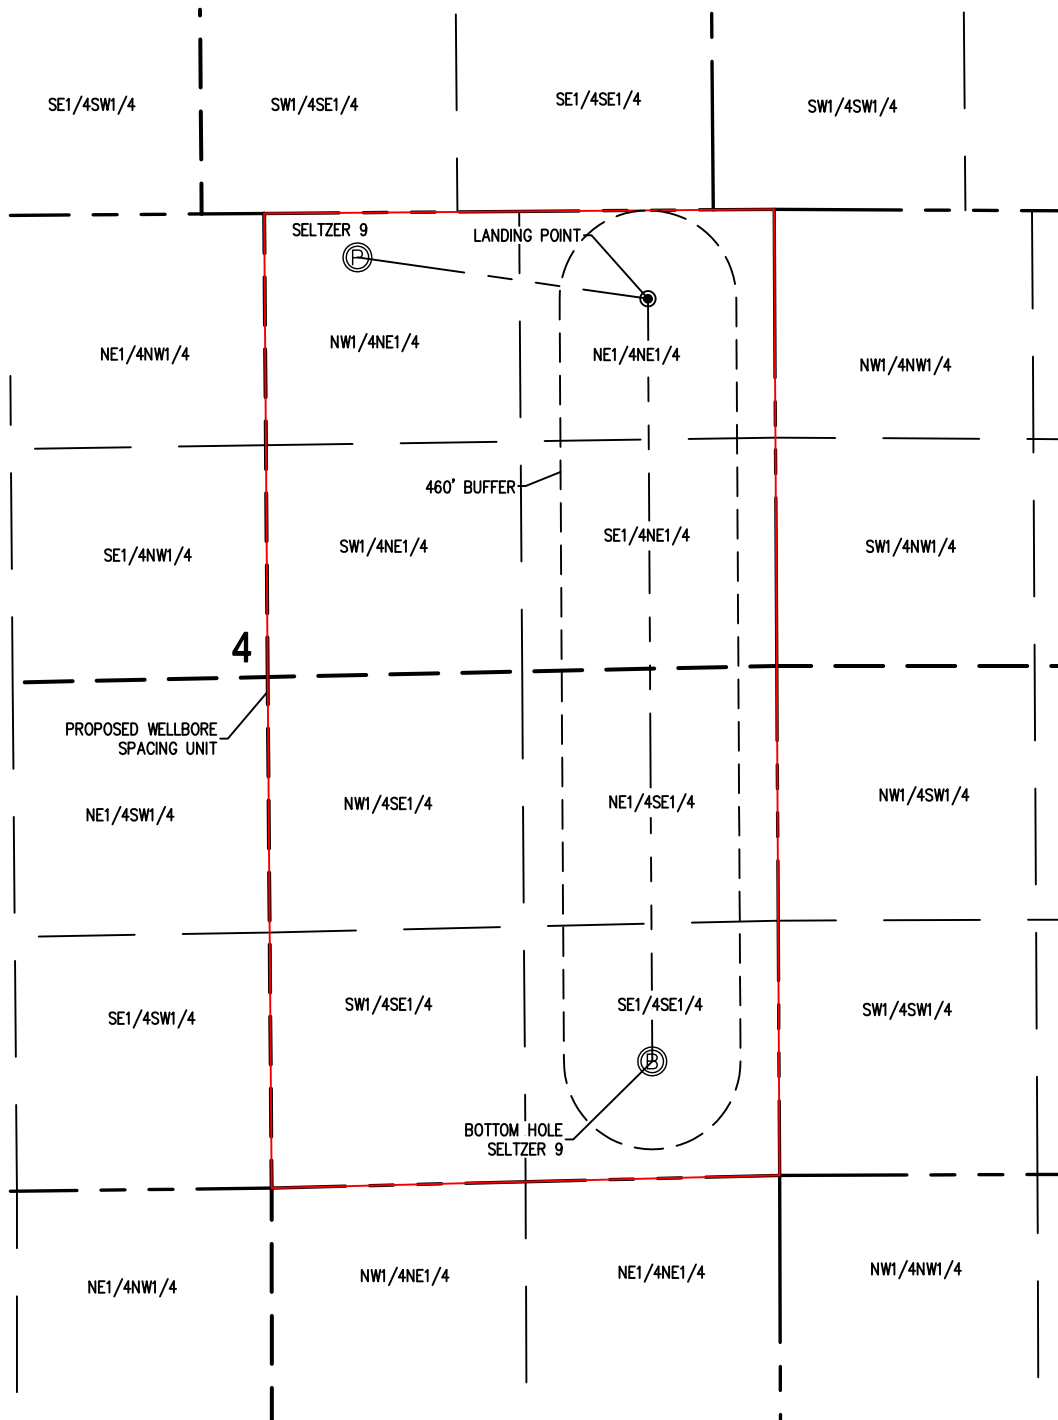 SE1/4SW1/4
SW1/4SE1/4
SE1/4SE1/4
SW1/4SW1/4
SELTZER 9
LANDING POINT
P
NE1/4NW1/4
NW1/4NE1/4
NE1/4NE1/4
NW1/4NW1/4
460' BUFFER
SE1/4NW1/4
SW1/4NE1/4
SE1/4NE1/4
SW1/4NW1/4
4
PROPOSED WELLBORE
SPACING UNIT
NE1/4SW1/4
NW1/4SE1/4
NE1/4SE1/4
NW1/4SW1/4
SE1/4SW1/4
SW1/4SE1/4
SE1/4SE1/4
SW1/4SW1/4
B
BOTTOM HOLE
SELTZER 9
NE1/4NW1/4
NW1/4NE1/4
NE1/4NE1/4
NW1/4NW1/4